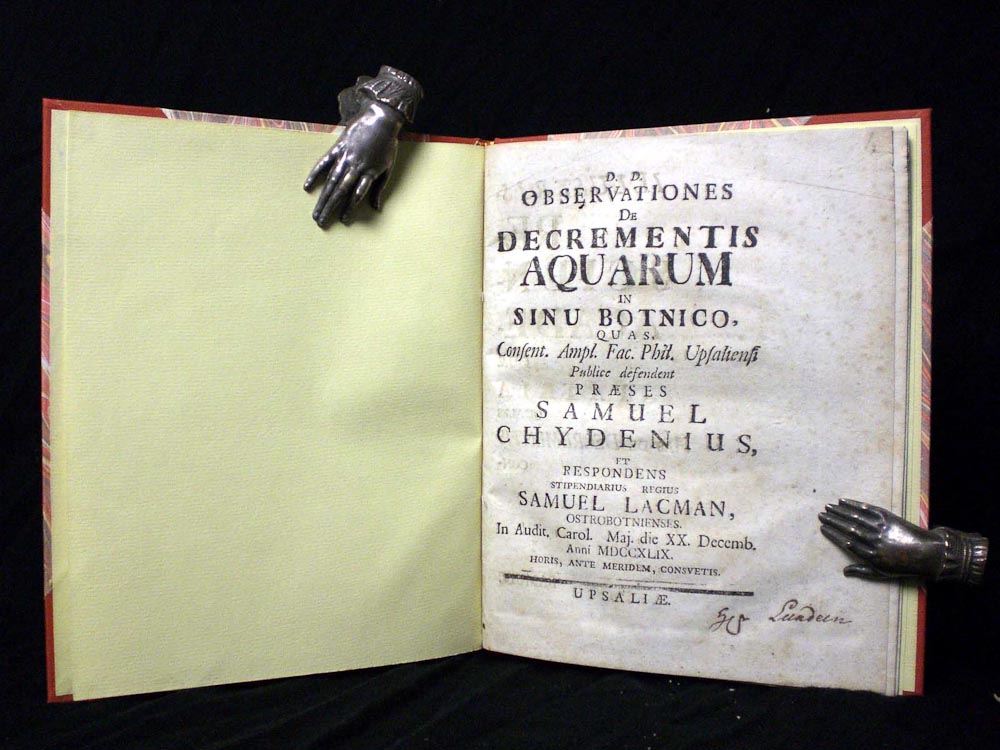 D. D.
OBSERVATIONES
DE
DECREMENTIS
AQUARUM
IN
SINU BOTNICO,
QUAS,
Conſent. Ampl. Fac. Phil. Upſalienſi
Publice defendent
PRÆSES
SAMUEL
CHYDENIUS,
ET
RESPONDENS
STIPENDIARIUS REGIUS
SAMUEL LACMAN,
OSTROBOTNIENSES.
In Audit. Carol. Maj. die XX. Decemb.
Anni MDCCXLIX.
HORIS, ANTE MERIDEM, CONSVETIS.
UPSALIÆ.